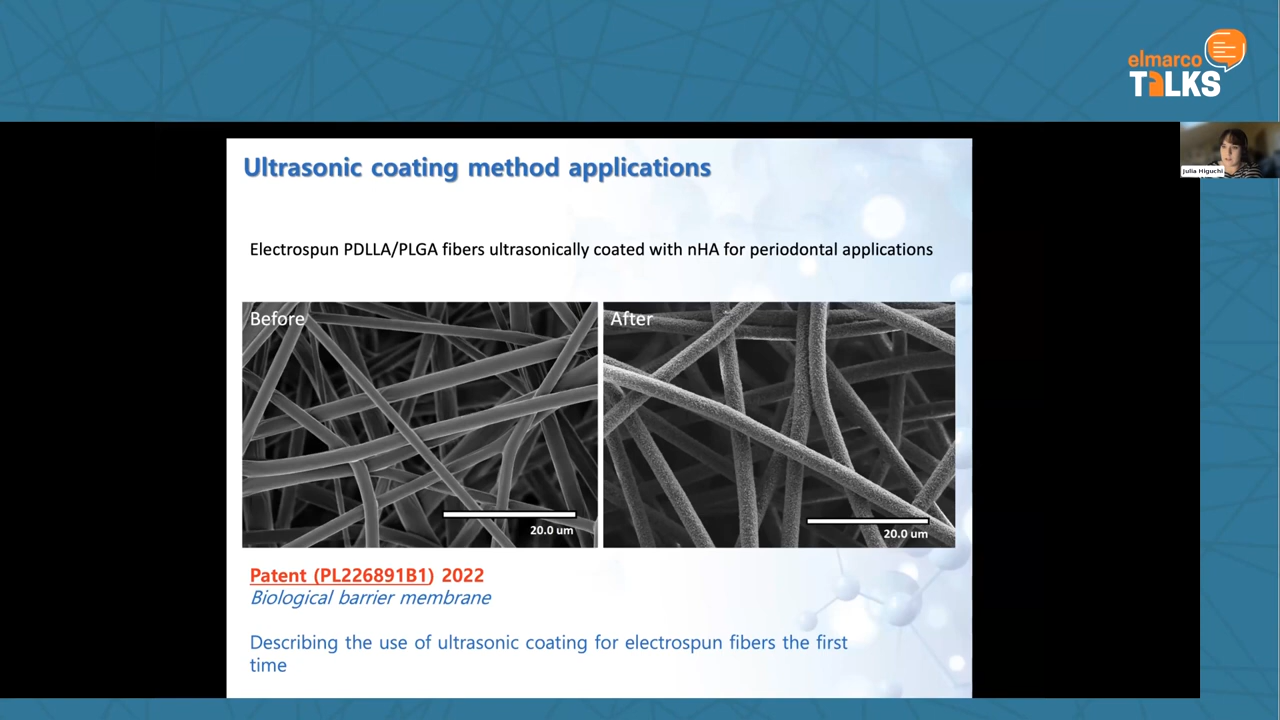 elmarco
TALKS
Julia Higuchi
Ultrasonic coating method applications
Electrospun PDLLA/PLGA fibers ultrasonically coated with nHA for periodontal applications
Before
After
20.0 um
20.0 um
Patent (PL226891B1) 2022
Biological barrier membrane
Describing the use of ultrasonic coating for electrospun fibers the first
time